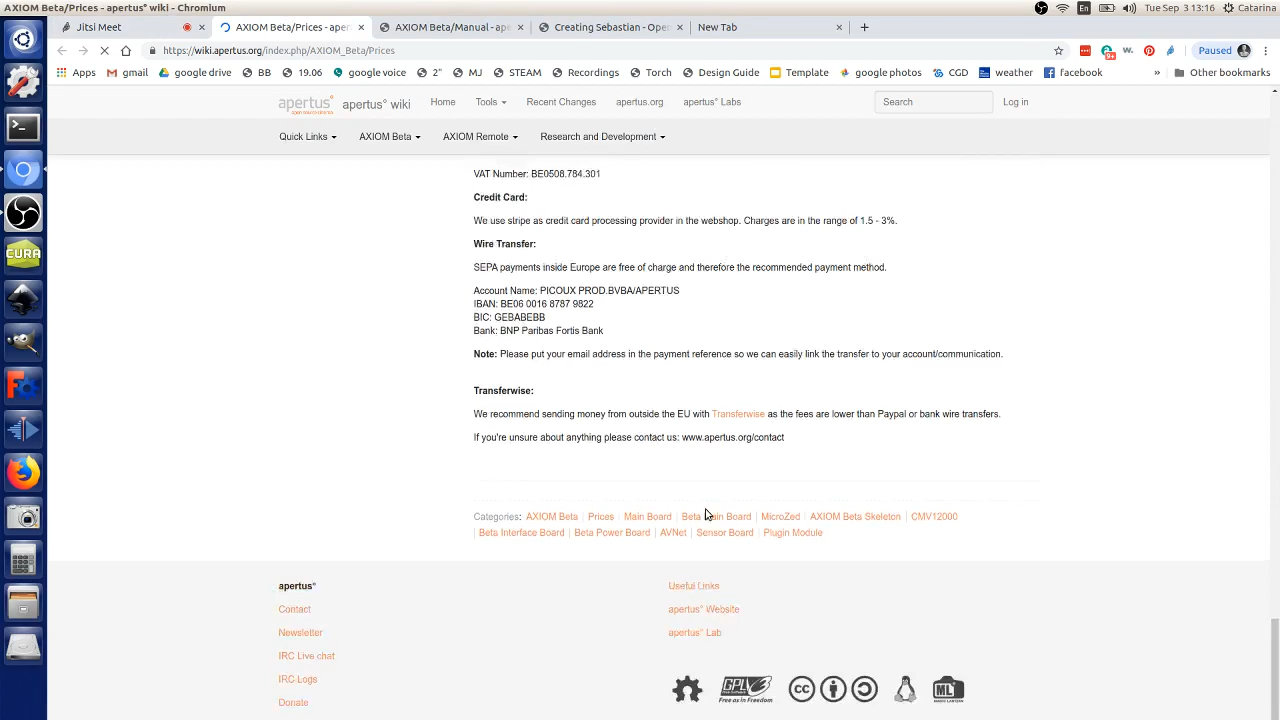 AXIOM Beta/Prices - apertus° wiki - Chromium
En
Tue Sep 3 13:16
Catarina
Jitsi Meet
AXIOM Beta/Prices - aper
AXIOM Beta/Manual - ape
Creating Sebastian - Ope
New Tab
https://wiki.apertus.org/index.php/AXIOM_Beta/Prices
9+
Paused
Apps
gmail
google drive
BB
19.06
google voice
2
MJ
STEAM
Recordings
Torch
Design Guide
Template
google photos
CGD
weather
facebook
»
Other bookmarks
apertus° apertus° wiki
Tools
Recent Changes
apertus.org
apertus° Labs
Search
Log in
Quick Links
AXIOM Beta
AXIOM Remote
Research and Development
VAT Number: BE0508.784.301
Credit Card:
We use stripe as credit card processing provider in the webshop. Charges are in the range of 1.5 - 3%.
Wire Transfer:
SEPA payments inside Europe are free of charge and therefore the recommended payment method.
Account Name: PICOUX PROD.BVBA/APERTUS
IBAN: BE06 0016 8787 9822
BIC: GEBABEBB
Bank: BNP Paribas Fortis Bank
Note: Please put your email address in the payment reference so we can easily link the transfer to your account/communication.
Transferwise:
We recommend sending money from outside the EU with Transferwise as the fees are lower than Paypal or bank wire transfers.
If you're unsure about anything please contact us: www.apertus.org/contact
Categories: AXIOM Beta | Prices | Main Board | Beta Main Board | MicroZed | AXIOM Beta Skeleton | CMV12000
| Beta Interface Board | Beta Power Board | AVNet | Sensor Board | Plugin Module
apertus°
Contact
Newsletter
IRC Live chat
IRC Logs
Donate
Useful Links
apertus° Website
apertus° Lab
GPLv3
Free as in Freedom
cc
ML
CURA